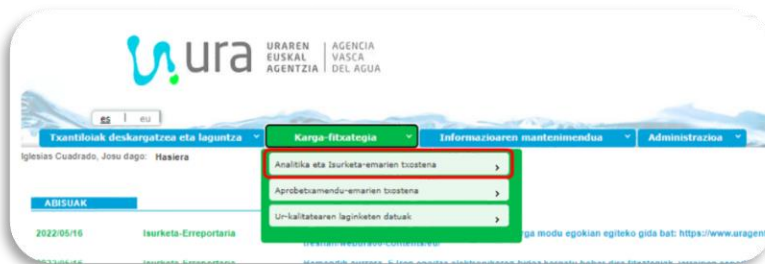 ura
URAREN EUSKAL AGENTZIA
AGENCIA VASCA DEL AGUA
es | eu
Txantiloiak deskargatzea eta laguntza
Karga-fitxategia
Informazioaren mantenimendua
Administrazioa
Iglesias Cuadrado, Josu dago: Hasiera
Analitika eta Isurketa-emarien txostena
Aprobetxamendu-emarien txostena
Ur-kalitatearen laginketen datuak
ABISUAK
2022/05/16 Isurketa-Erreportaria modu egokian egiteko gida bat: https://www.uragent